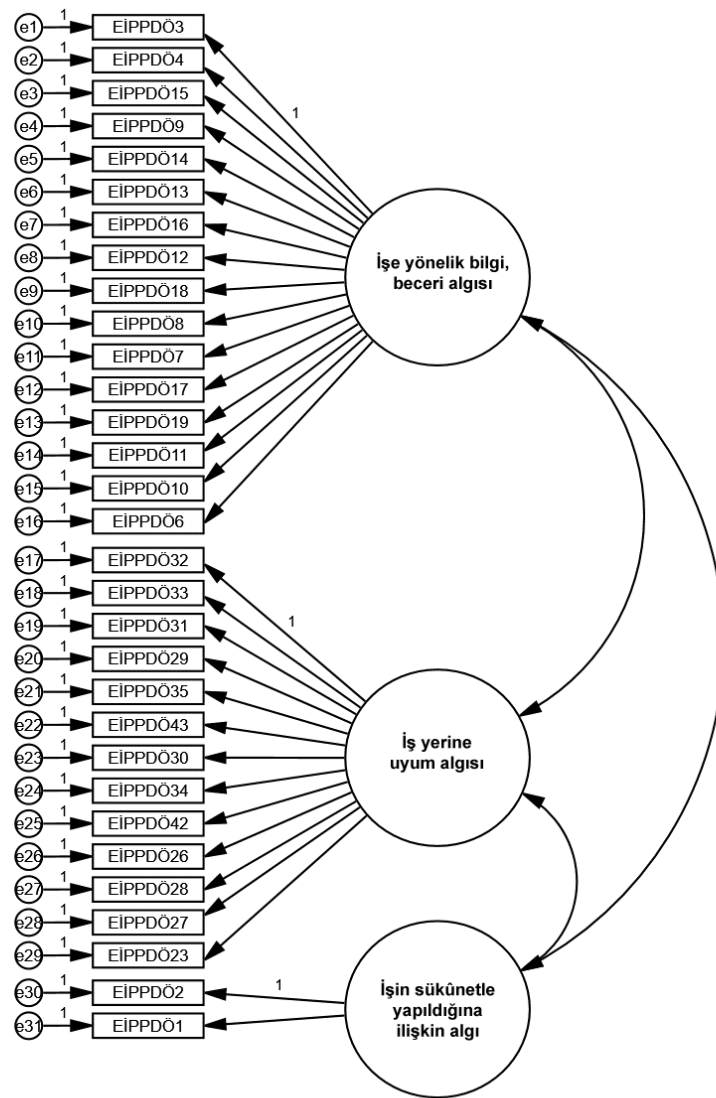 e1 1 EİPPDÖ3
e2 1 EİPPDÖ4
e3 1 EİPPDÖ15
e4 1 EİPPDÖ9
e5 1 EİPPDÖ14
e6 1 EİPPDÖ13
e7 1 EİPPDÖ16
e8 1 EİPPDÖ12
e9 1 EİPPDÖ18
e10 1 EİPPDÖ8
e11 1 EİPPDÖ7
e12 1 EİPPDÖ17
e13 1 EİPPDÖ19
e14 1 EİPPDÖ11
e15 1 EİPPDÖ10
e16 1 EİPPDÖ6
1
İşe yönelik bilgi,
beceri algısı
e17 1 EİPPDÖ32
e18 1 EİPPDÖ33
e19 1 EİPPDÖ31
e20 1 EİPPDÖ29
e21 1 EİPPDÖ35
e22 1 EİPPDÖ43
e23 1 EİPPDÖ30
e24 1 EİPPDÖ34
e25 1 EİPPDÖ42
e26 1 EİPPDÖ26
e27 1 EİPPDÖ28
e28 1 EİPPDÖ27
e29 1 EİPPDÖ23
1
İş yerine
uyum algısı
e30 1 EİPPDÖ2
e31 1 EİPPDÖ1
1
İşin sükûnetle
yapıldığına
ilişkin algı